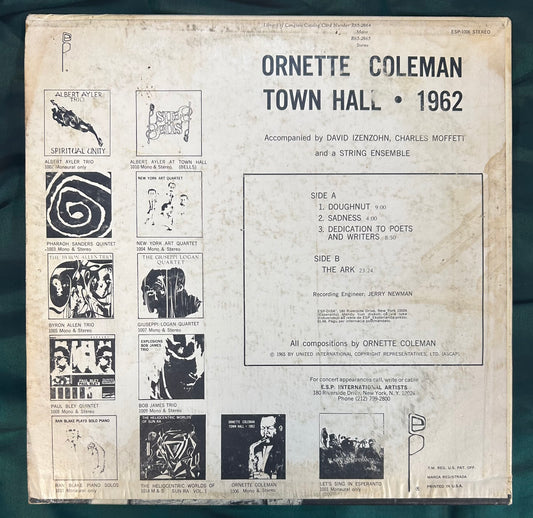 Library of Congress Catalog Card Number R65-2664
Mono
R65-2665
Stereo
ESP-1006 STEREO
ORNETTE COLEMAN
TOWN HALL • 1962
Accompanied by DAVID IZENZOHN, CHARLES MOFFETT
and a STRING ENSEMBLE
SIDE A
1. DOUGHNUT 9:00
2. SADNESS 4:00
3. DEDICATION TO POETS
AND WRITERS 8:50
SIDE B
THE ARK 23:24
Recording Engineer, JERRY NEWMAN
All compositions by ORNETTE COLEMAN
© 1965 BY UNITED INTERNATIONAL COPYRIGHT REPRESENTATIVES, LTD. (ASCAP)
For concert appearances call, write or cable
E.S.P. INTERNATIONAL ARTISTS
180 Riverside Drive, New York, N.Y. 10024
Phone (212) 799-2800
T.M. REG. U.S. PAT. OFF.
MARCA REGISTRADA
PRINTED IN U.S.A.
ALBERT AYLER
TRIO
SPIRITUAL UNITY
ALBERT AYLER TRIO
1002 Monaural only
BELLS
ALBERT AYLER AT TOWN HALL
1010 Mono & Stereo. (BELLS)
PHAROAH SANDERS QUINTET
1003 Mono & Stereo
NEW YORK ART QUARTET
NEW YORK ART QUARTET
1004 Mono & Stereo
THE BYRON ALLEN TRIO
BYRON ALLEN TRIO
1005 Mono & Stereo
THE GIUSEPPI LOGAN
QUARTET
GIUSEPPI LOGAN QUARTET
1007 Mono & Stereo
PAUL BLEY QUINTET
1008 Mono & Stereo
EXPLOSIONS
BOB JAMES
TRIO
BOB JAMES TRIO
1009 Mono & Stereo
RAN BLAKE PLAYS SOLO PIANO
RAN BLAKE PIANO SOLOS
1011 Mono & Stereo
THE HELIOCENTRIC WORLDS
OF SUN RA
THE HELIOCENTRIC WORLDS OF
1014 M & S SUN RA - VOL. 1
ORNETTE COLEMAN
TOWN HALL - 1962
ORNETTE COLEMAN
1006 Mono & Stereo
LET'S SING IN ESPERANTO
1001 Monaural only